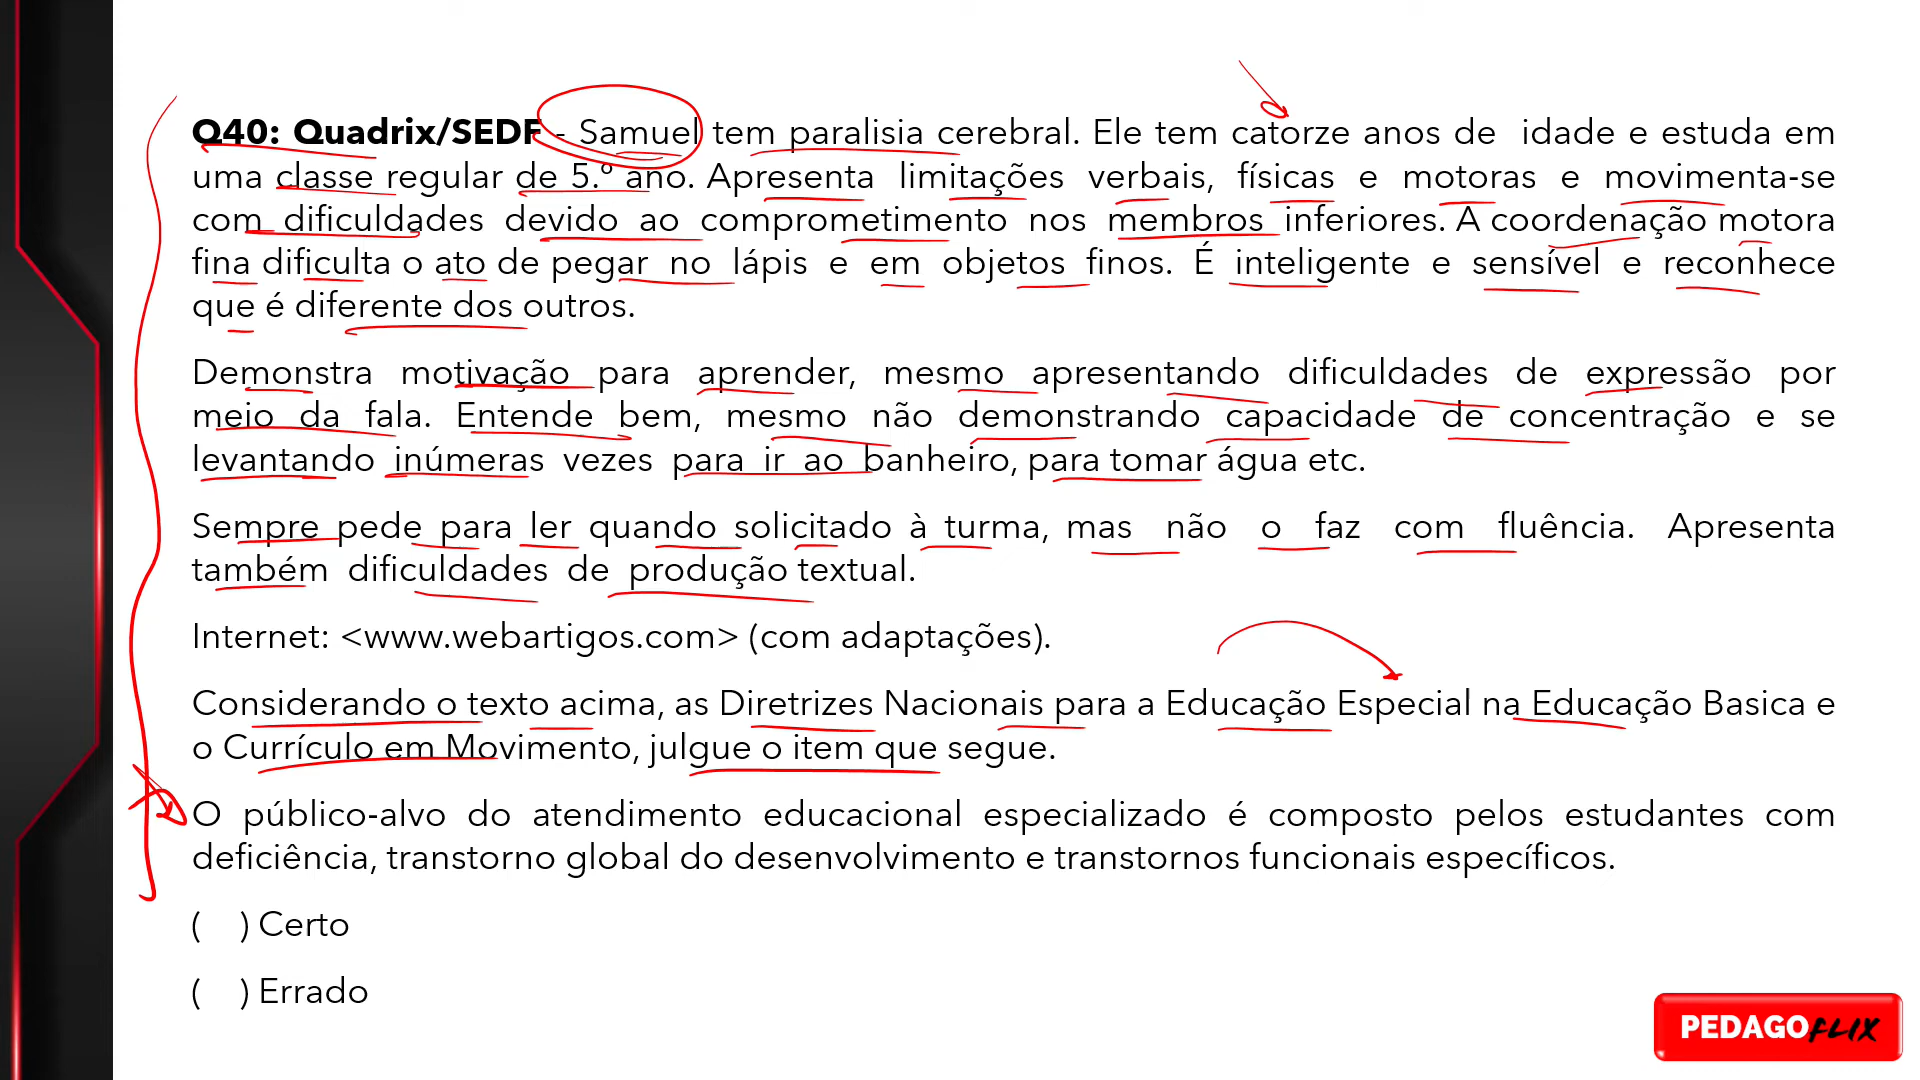 Q40: Quadrix/SEDF - Samuel tem paralisia cerebral. Ele tem catorze anos de idade e estuda em
uma classe regular de 5.º ano. Apresenta limitações verbais, físicas e motoras e movimenta-se
com dificuldades devido ao comprometimento nos membros inferiores. A coordenação motora
fina dificulta o ato de pegar no lápis e em objetos finos. É inteligente e sensível e reconhece
que é diferente dos outros.
Demonstra motivação para aprender, mesmo apresentando dificuldades de expressão por
meio da fala. Entende bem, mesmo não demonstrando capacidade de concentração e se
levantando inúmeras vezes para ir ao banheiro, para tomar água etc.
Sempre pede para ler quando solicitado à turma, mas não o faz com fluência. Apresenta
também dificuldades de produção textual.
Internet: <www.webartigos.com> (com adaptações).
Considerando o texto acima, as Diretrizes Nacionais para a Educação Especial na Educação Basica e
o Currículo em Movimento, julgue o item que segue.
O público-alvo do atendimento educacional especializado é composto pelos estudantes com
deficiência, transtorno global do desenvolvimento e transtornos funcionais específicos.
( ) Certo
( ) Errado
PEDAGOFLIX